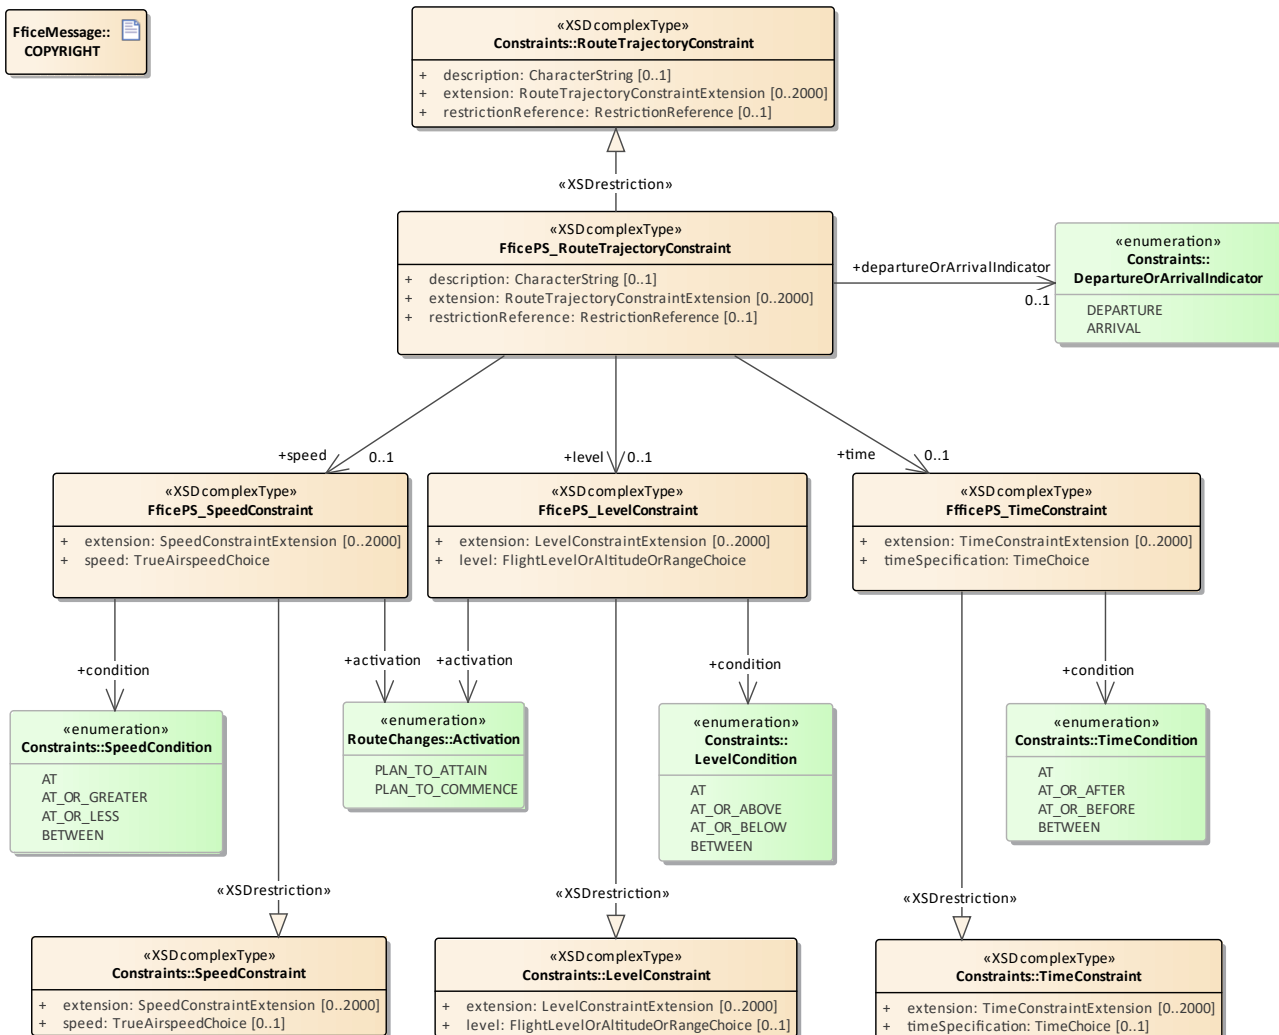 FficeMessage::
COPYRIGHT
«XSDcomplexType»
Constraints::RouteTrajectoryConstraint
+ description: CharacterString [0..1]
+ extension: RouteTrajectoryConstraintExtension [0..2000]
+ restrictionReference: RestrictionReference [0..1]
«XSDrestriction»
«XSDcomplexType»
FficePS_RouteTrajectoryConstraint
+ description: CharacterString [0..1]
+ extension: RouteTrajectoryConstraintExtension [0..2000]
+ restrictionReference: RestrictionReference [0..1]
+departureOrArrivalIndicator
0..1
«enumeration»
Constraints::
DepartureOrArrivalIndicator
DEPARTURE
ARRIVAL
+speed
0..1
+level
0..1
+time
0..1
«XSDcomplexType»
FficePS_SpeedConstraint
+ extension: SpeedConstraintExtension [0..2000]
+ speed: TrueAirspeedChoice
«XSDcomplexType»
FficePS_LevelConstraint
+ extension: LevelConstraintExtension [0..2000]
+ level: FlightLevelOrAltitudeOrRangeChoice
«XSDcomplexType»
FfficePS_TimeConstraint
+ extension: TimeConstraintExtension [0..2000]
+ timeSpecification: TimeChoice
+condition
+activation
+activation
+condition
+condition
«enumeration»
Constraints::SpeedCondition
AT
AT_OR_GREATER
AT_OR_LESS
BETWEEN
«enumeration»
RouteChanges::Activation
PLAN_TO_ATTAIN
PLAN_TO_COMMENCE
«enumeration»
Constraints::
LevelCondition
AT
AT_OR_ABOVE
AT_OR_BELOW
BETWEEN
«enumeration»
Constraints::TimeCondition
AT
AT_OR_AFTER
AT_OR_BEFORE
BETWEEN
«XSDrestriction»
«XSDrestriction»
«XSDrestriction»
«XSDcomplexType»
Constraints::SpeedConstraint
+ extension: SpeedConstraintExtension [0..2000]
+ speed: TrueAirspeedChoice [0..1]
«XSDcomplexType»
Constraints::LevelConstraint
+ extension: LevelConstraintExtension [0..2000]
+ level: FlightLevelOrAltitudeOrRangeChoice [0..1]
«XSDcomplexType»
Constraints::TimeConstraint
+ extension: TimeConstraintExtension [0..2000]
+ timeSpecification: TimeChoice [0..1]